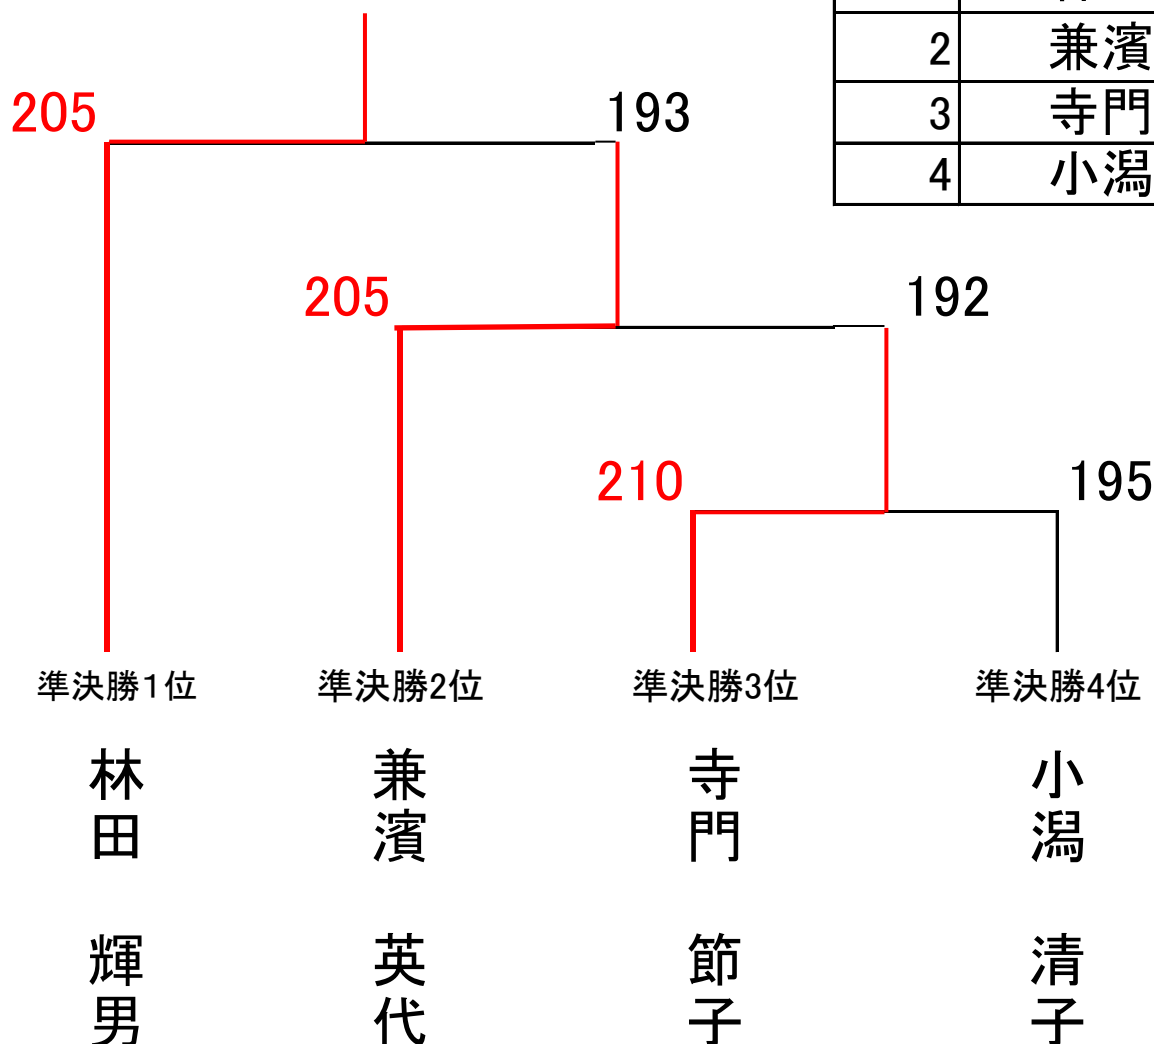 2 兼濱
3 寺門
4 小潟
205
193
205
192
210
195
準決勝1位
準決勝2位
準決勝3位
準決勝4位
林田 輝男
兼濱 英代
寺門 節子
小潟 清子